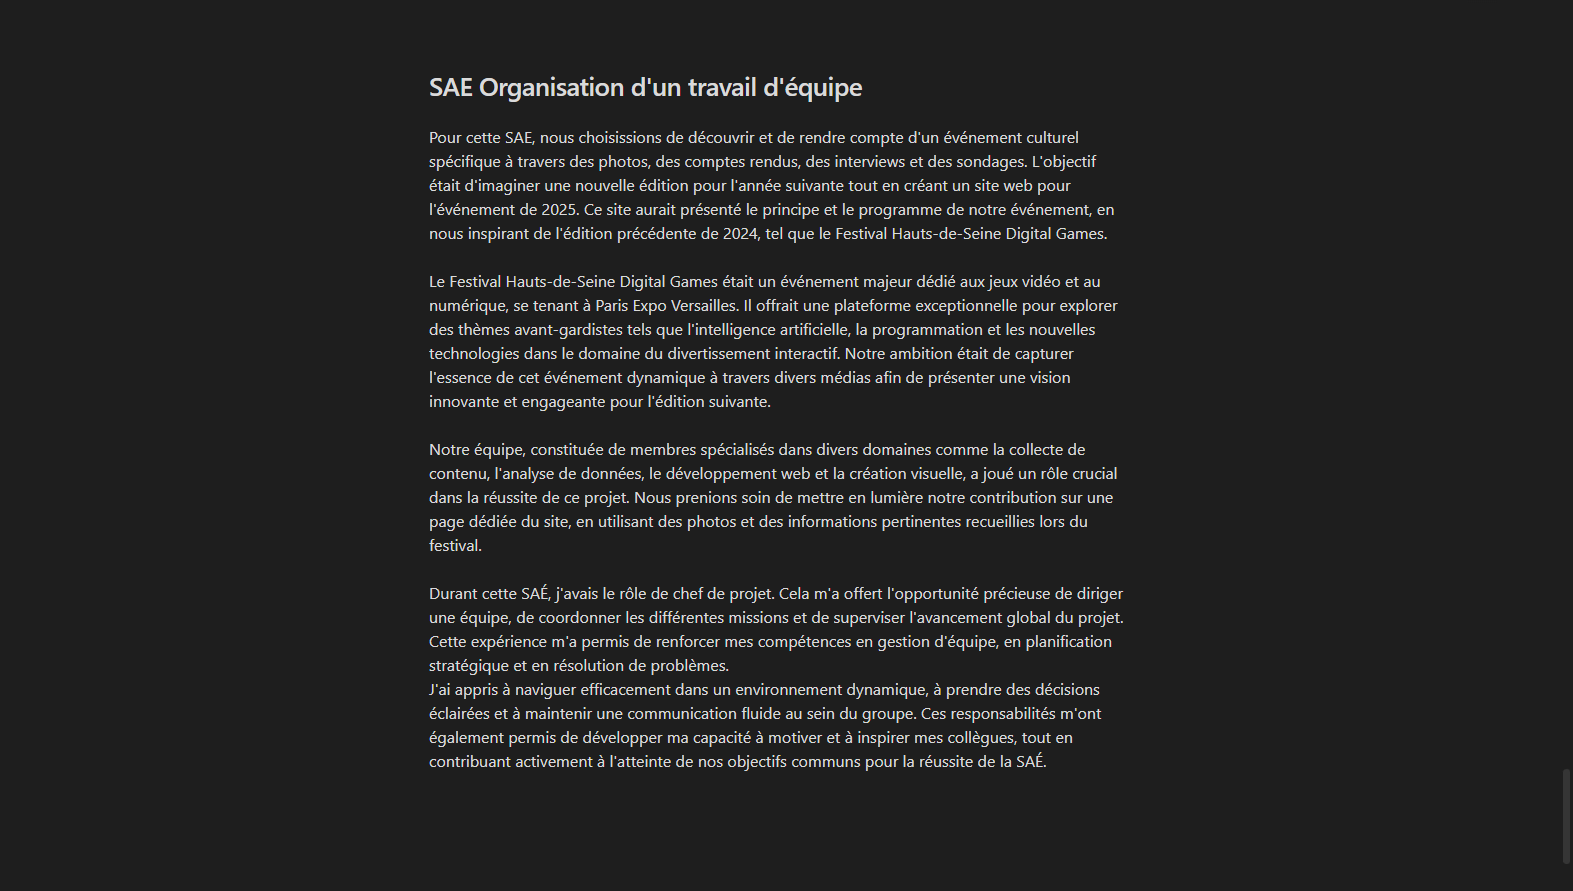 SAE Organisation d'un travail d'équipe
Pour cette SAE, nous choisissions de découvrir et de rendre compte d'un événement culturel
spécifique à travers des photos, des comptes rendus, des interviews et des sondages. L'objectif
était d'imaginer une nouvelle édition pour l'année suivante tout en créant un site web pour
l'événement de 2025. Ce site aurait présenté le principe et le programme de notre événement, en
nous inspirant de l'édition précédente de 2024, tel que le Festival Hauts-de-Seine Digital Games.
Le Festival Hauts-de-Seine Digital Games était un événement majeur dédié aux jeux vidéo et au
numérique, se tenant à Paris Expo Versailles. Il offrait une plateforme exceptionnelle pour explorer
des thèmes avant-gardistes tels que l'intelligence artificielle, la programmation et les nouvelles
technologies dans le domaine du divertissement interactif. Notre ambition était de capturer
l'essence de cet événement dynamique à travers divers médias afin de présenter une vision
innovante et engageante pour l'édition suivante.
Notre équipe, constituée de membres spécialisés dans divers domaines comme la collecte de
contenu, l'analyse de données, le développement web et la création visuelle, a joué un rôle crucial
dans la réussite de ce projet. Nous prenions soin de mettre en lumière notre contribution sur une
page dédiée du site, en utilisant des photos et des informations pertinentes recueillies lors du
festival.
Durant cette SAÉ, j'avais le rôle de chef de projet. Cela m'a offert l'opportunité précieuse de diriger
une équipe, de coordonner les différentes missions et de superviser l'avancement global du projet.
Cette expérience m'a permis de renforcer mes compétences en gestion d'équipe, en planification
stratégique et en résolution de problèmes.
J'ai appris à naviguer efficacement dans un environnement dynamique, à prendre des décisions
éclairées et à maintenir une communication fluide au sein du groupe. Ces responsabilités m'ont
également permis de développer ma capacité à motiver et à inspirer mes collègues, tout en
contribuant activement à l'atteinte de nos objectifs communs pour la réussite de la SAÉ.